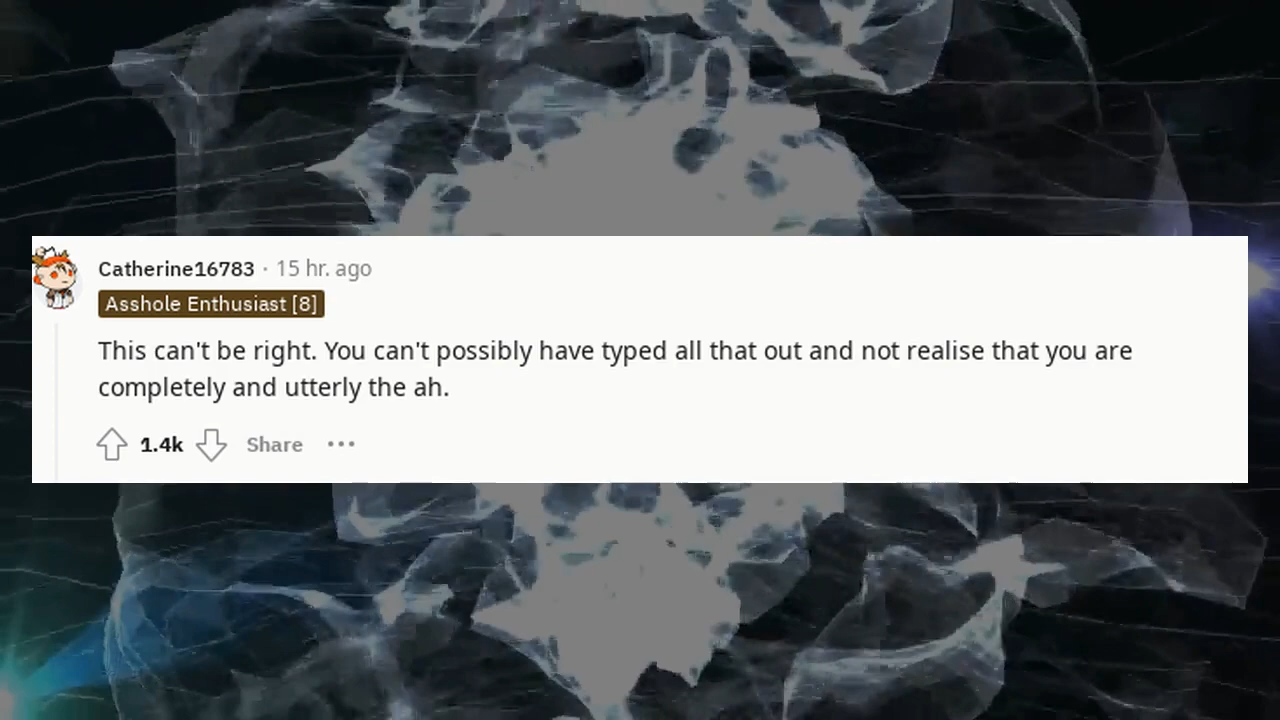 Catherine16783 · 15 hr. ago
Asshole Enthusiast [8]
This can't be right. You can't possibly have typed all that out and not realise that you are
completely and utterly the ah.
1.4k Share ···